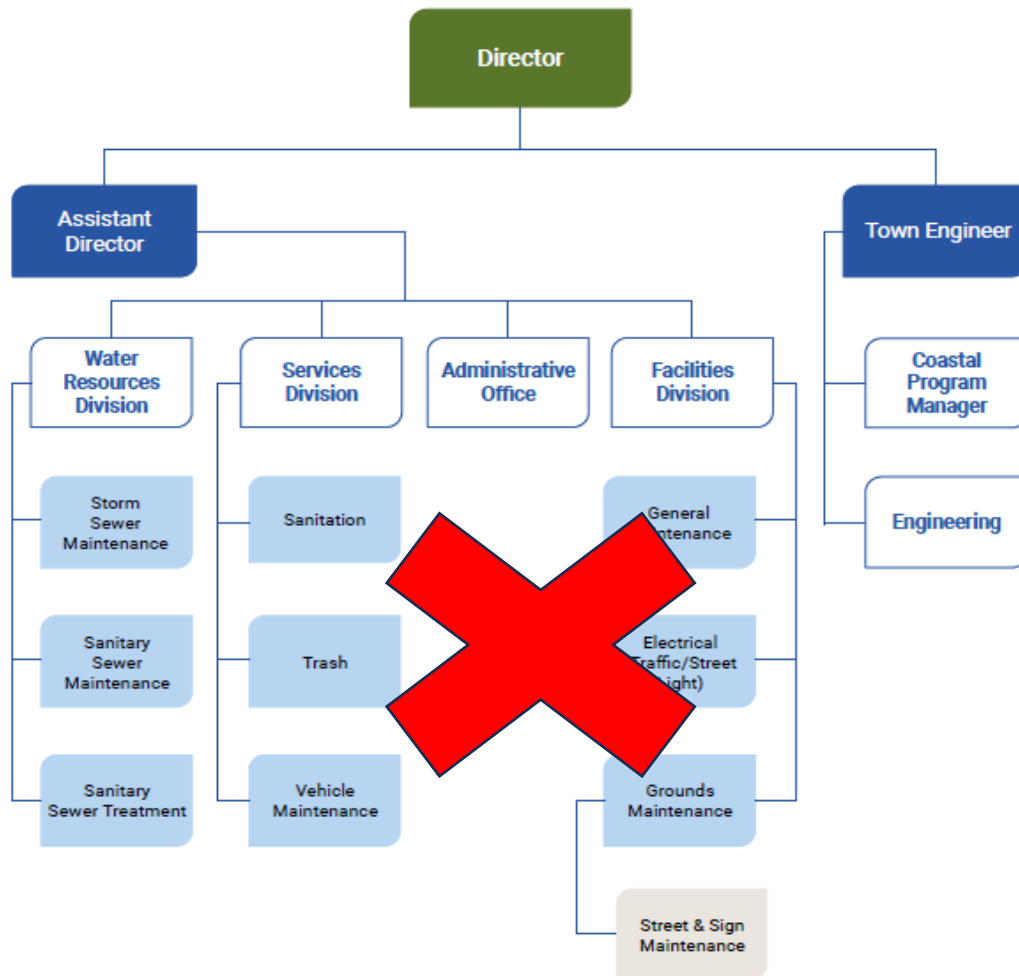 Director
Assistant
Director
Town Engineer
Water
Resources
Division
Services
Division
Administrative
Office
Facilities
Division
Coastal
Program
Manager
Storm
Sewer
Maintenance
Sanitation
General
Engineering
Sanitary
Sewer
Maintenance
Trash
Electrical
Sanitary
Sewer Treatment
Vehicle
Maintenance
Grounds
Maintenance
Street & Sign
Maintenance